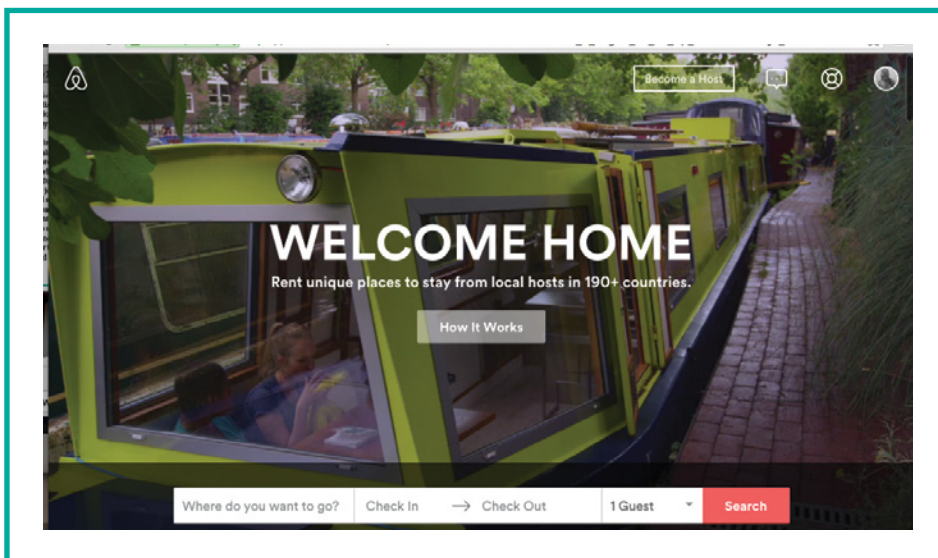 Become a Host
WELCOME HOME
Rent unique places to stay from local hosts in 190+ countries.
How It Works
Where do you want to go? Check In → Check Out 1 Guest Search